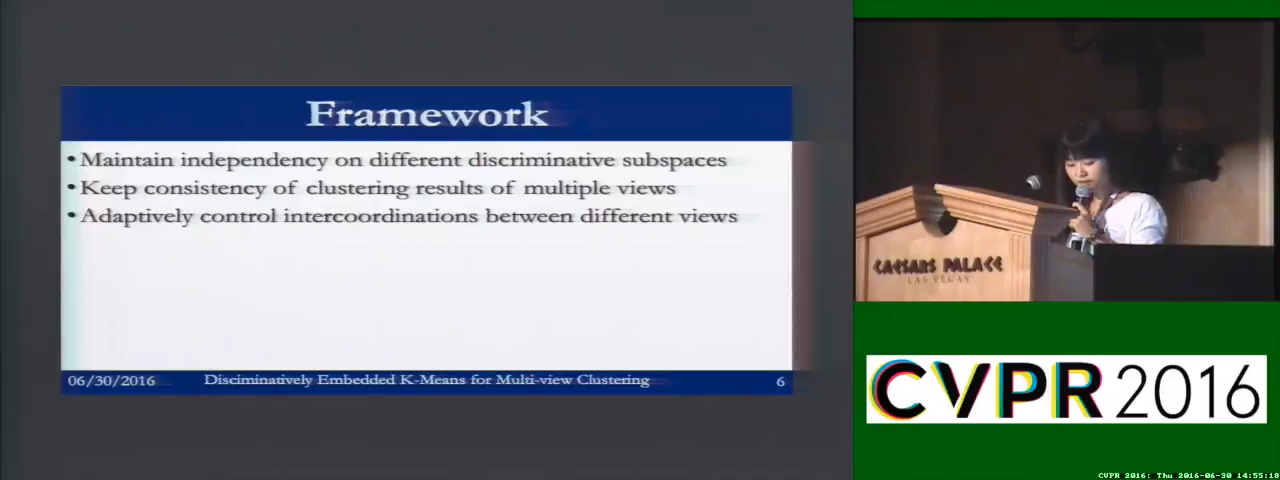 Framework
• Maintain independency on different discriminative subspaces
• Keep consistency of clustering results of multiple views
• Adaptively control intercoordinations between different views
06/30/2016 Disciminatively Embedded K-Means for Multi-view Clustering 6
CAESARS PALACE
LAS VEGAS
CVPR 2016
CVPR 2016: Thu 2016-06-30 14:55:18